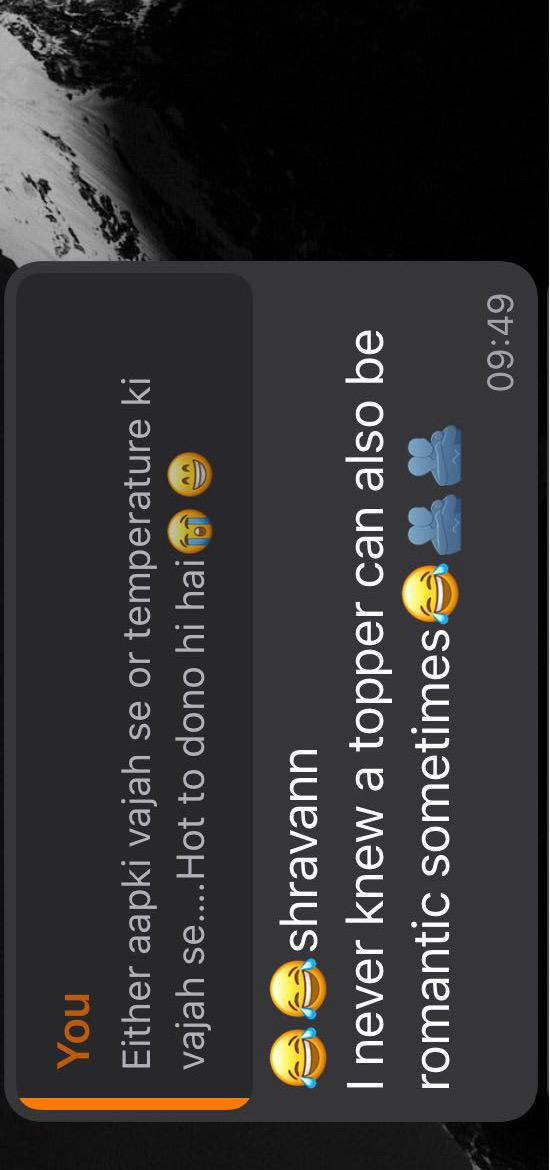 You
Either aapki vajah se or temperature ki
vajah se....Hot to dono hi hai😭😁
😂😂shravann
I never knew a topper can also be
romantic sometimes😂🫂🫂
09:49